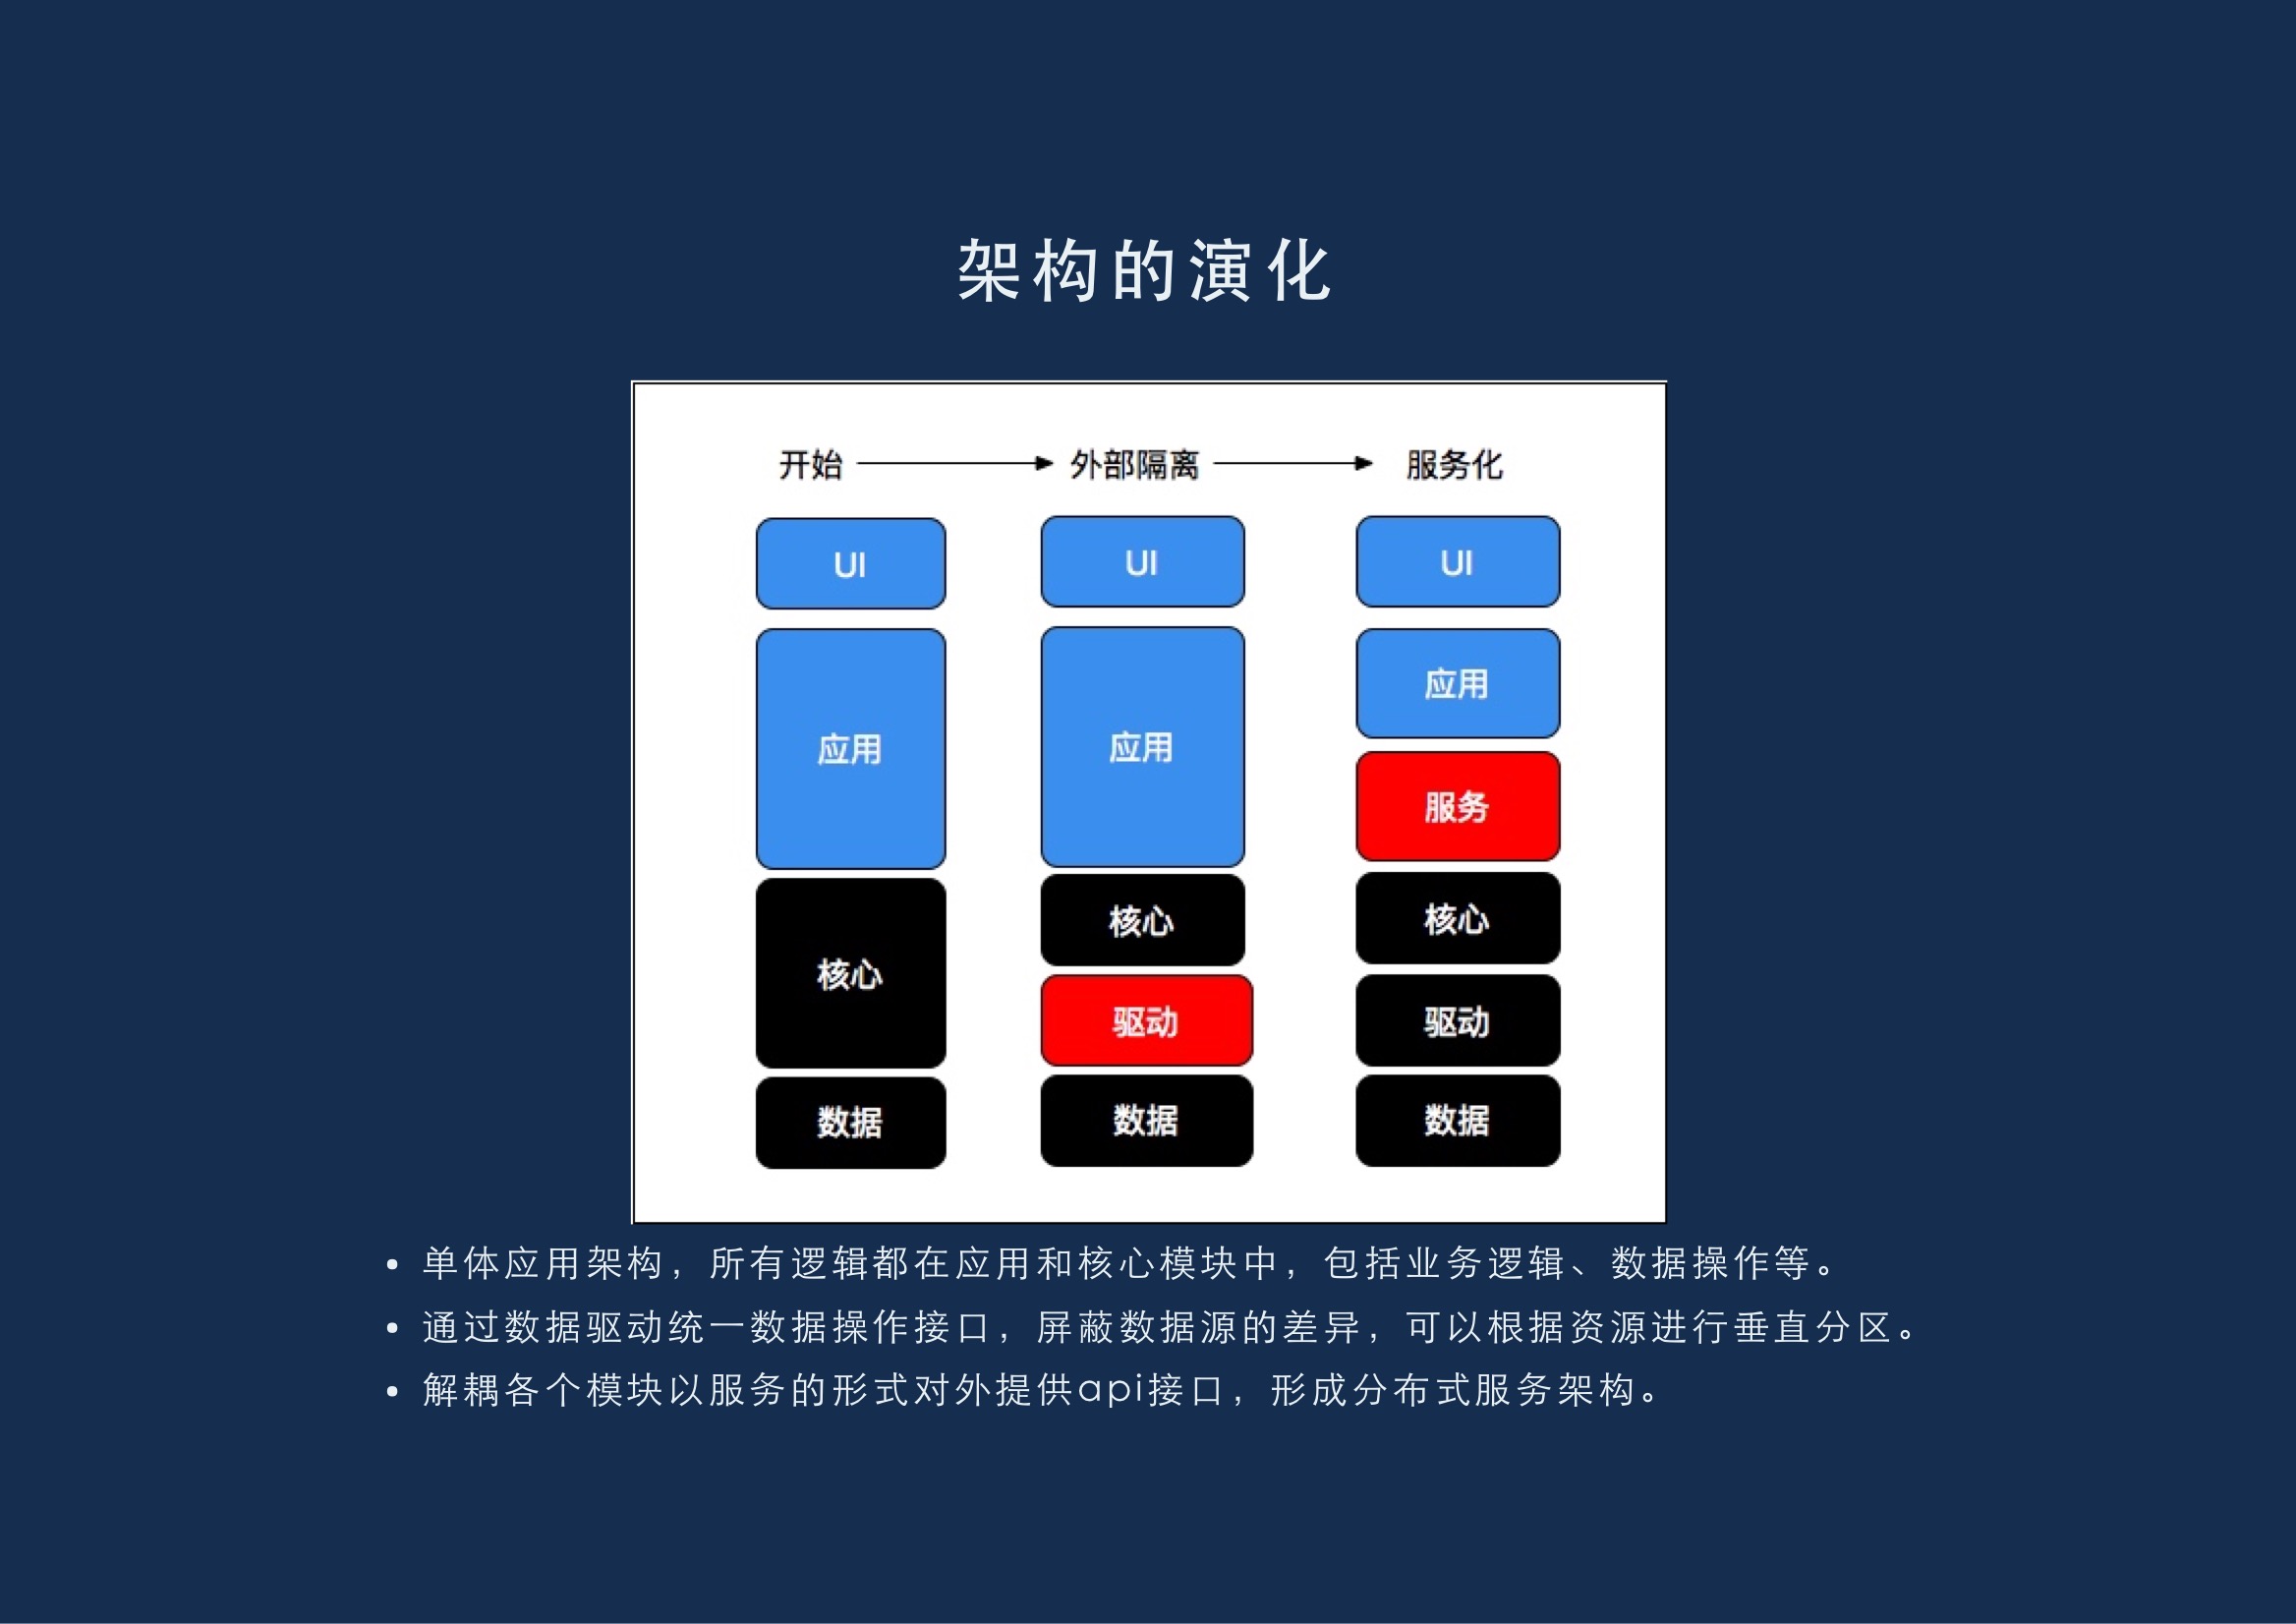 架构的演化
开始 外部隔离 服务化
UI UI UI
应用 应用 应用
服务
核心 核心 核心
驱动 驱动
数据 数据 数据
单体应用架构，所有逻辑都在应用和核心模块中，包括业务逻辑、数据操作等。
通过数据驱动统一数据操作接口，屏蔽数据源的差异，可以根据资源进行垂直分区。
解耦各个模块以服务的形式对外提供api接口，形成分布式服务架构。